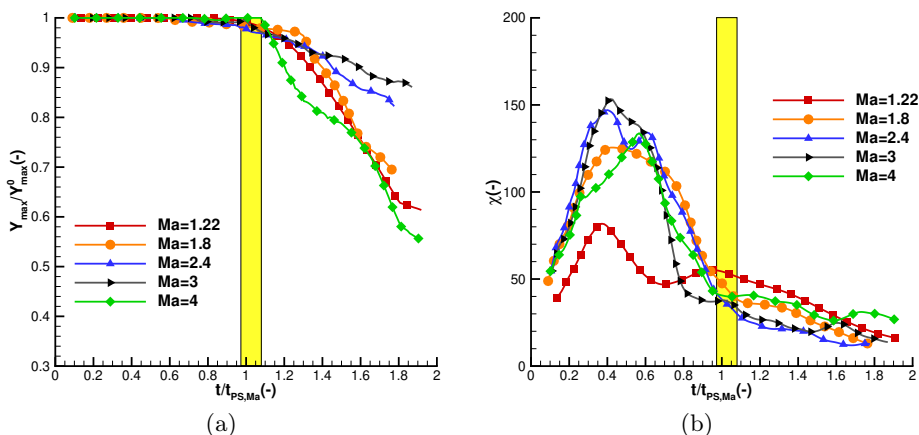 Y_max/Y^0_max(-)
1
0.9
0.8
0.7
0.6
0.5
0.4
0.3
0 0.2 0.4 0.6 0.8 1 1.2 1.4 1.6 1.8 2
t/t_PS,Ma(-)
Ma=1.22
Ma=1.8
Ma=2.4
Ma=3
Ma=4
(a)
χ(-)
200
150
100
50
0
0 0.2 0.4 0.6 0.8 1 1.2 1.4 1.6 1.8 2
t/t_PS,Ma(-)
Ma=1.22
Ma=1.8
Ma=2.4
Ma=3
Ma=4
(b)